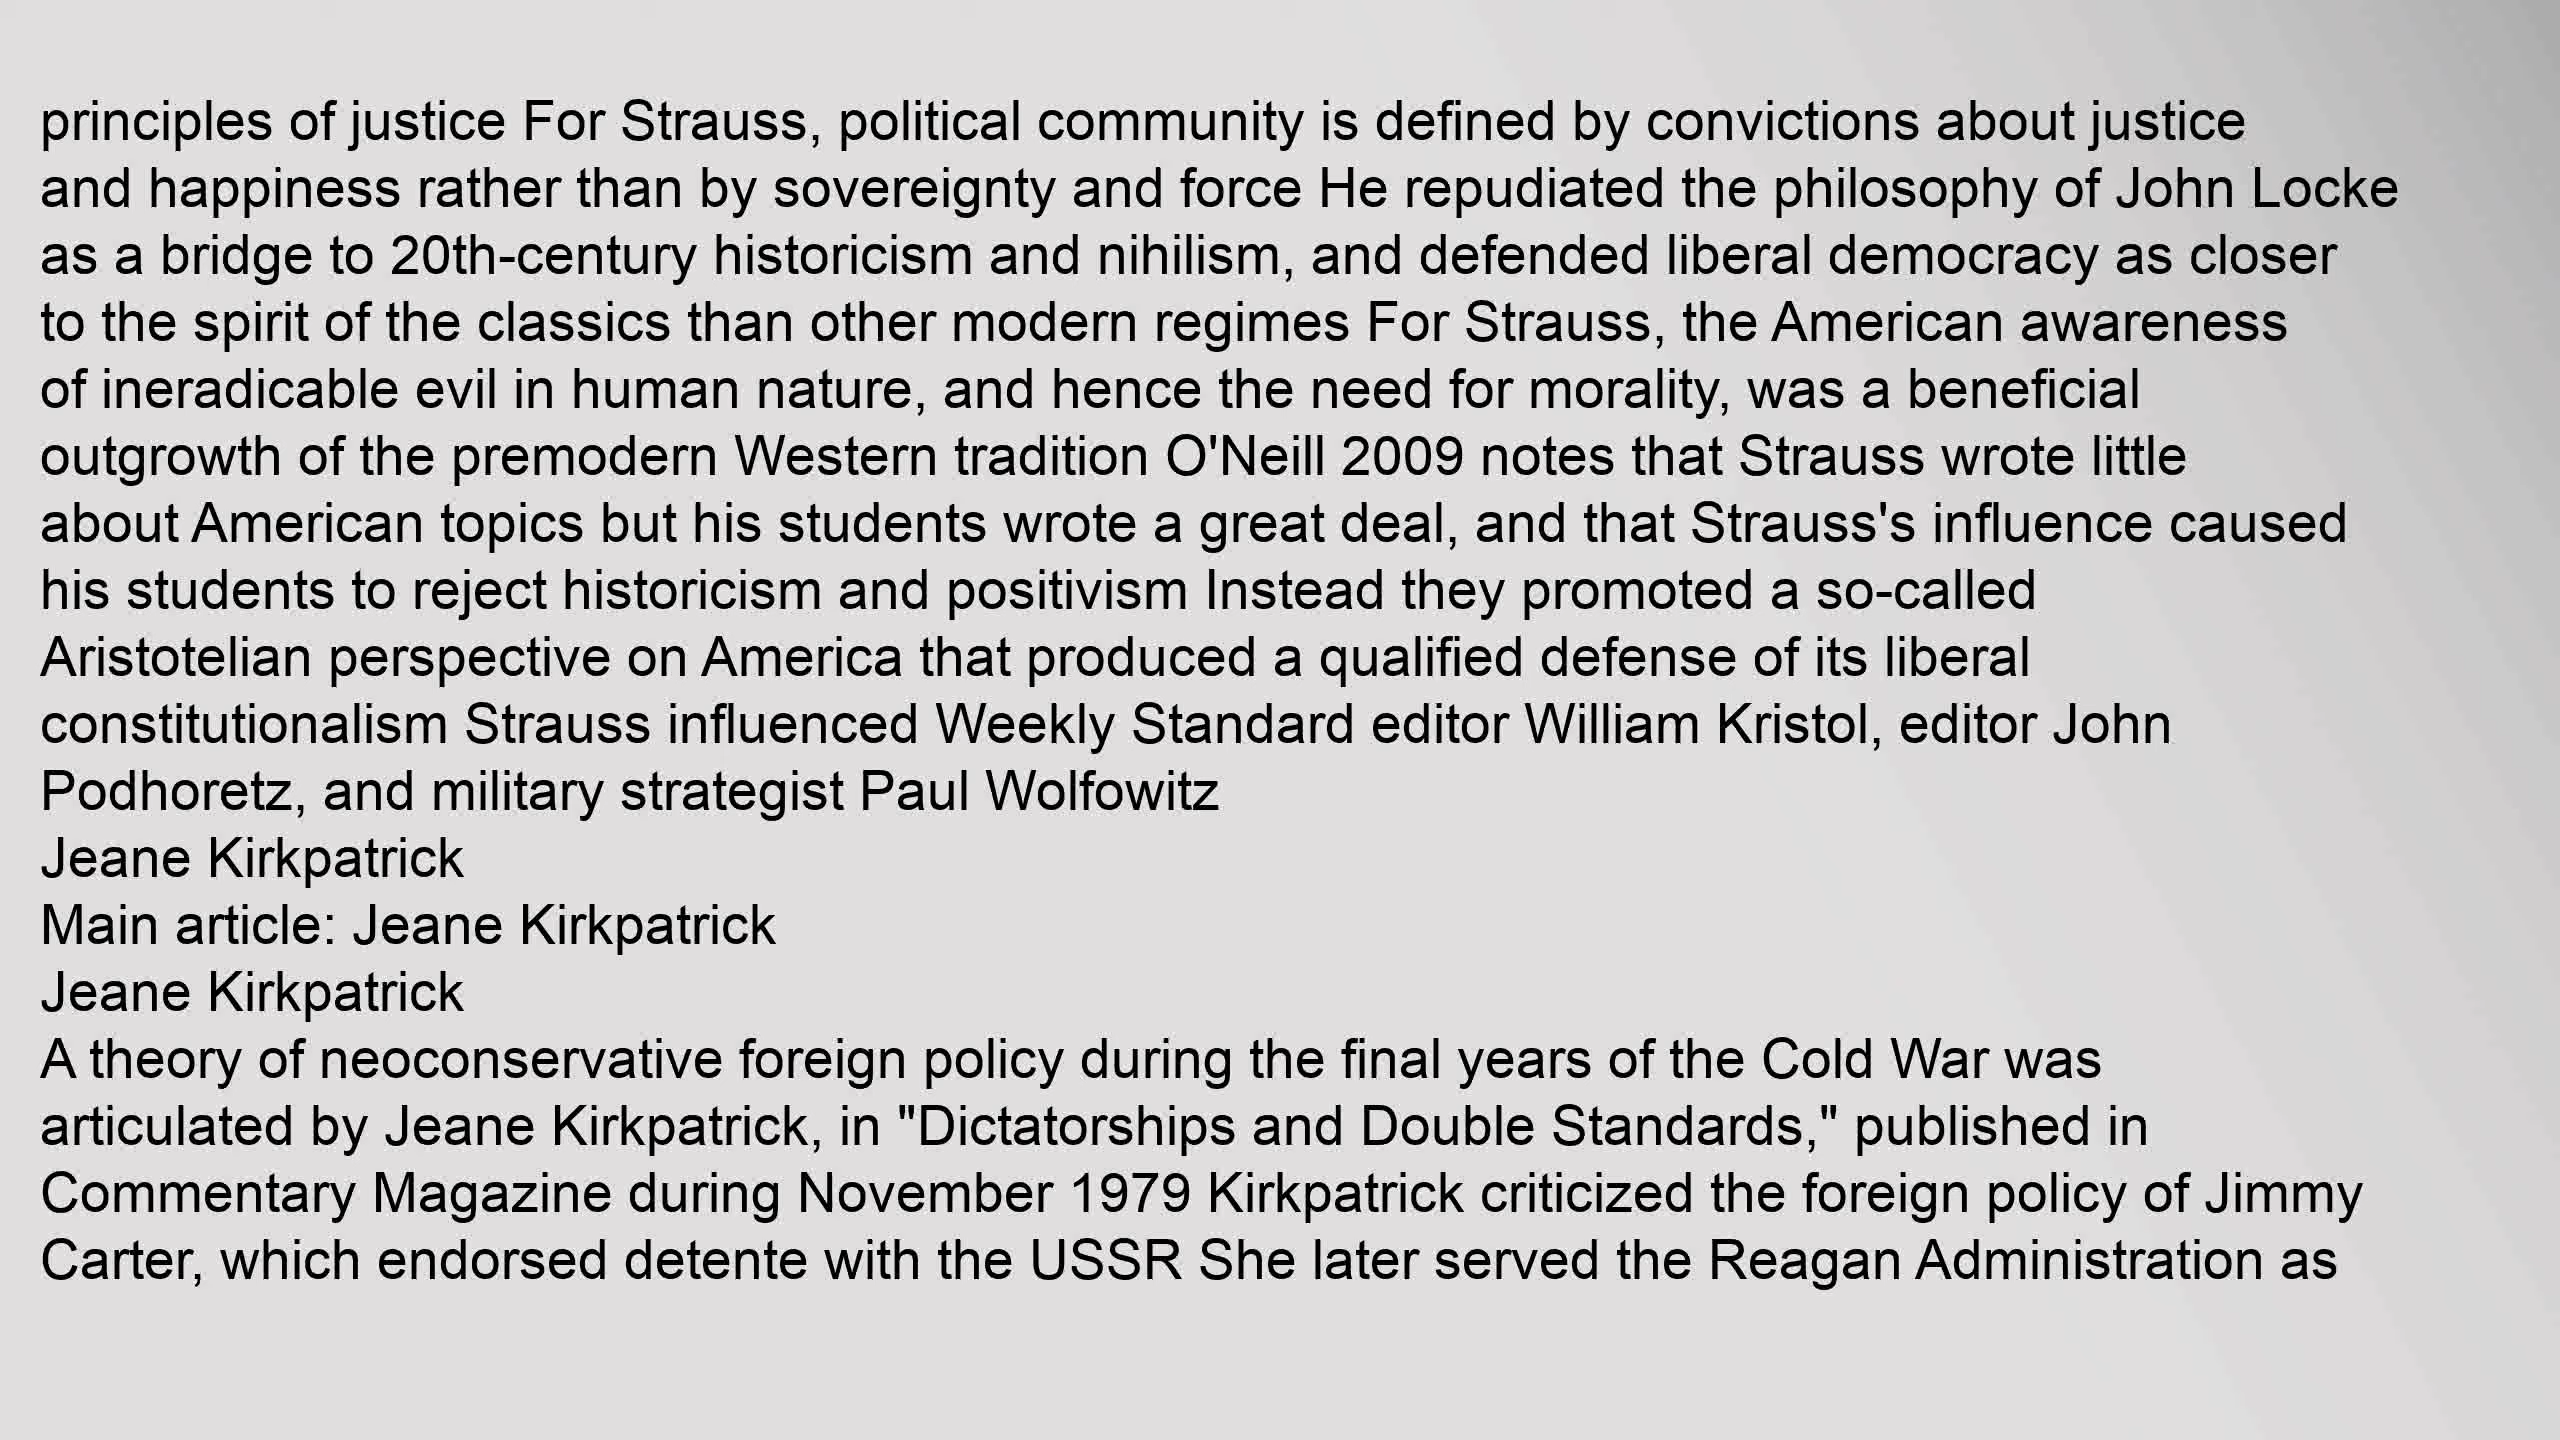 principles of justice For Strauss, political community is defined by convictions about justice
and happiness rather than by sovereignty and force He repudiated the philosophy of John Locke
as a bridge to 20th-century historicism and nihilism, and defended liberal democracy as closer
to the spirit of the classics than other modern regimes For Strauss, the American awareness
of ineradicable evil in human nature, and hence the need for morality, was a beneficial
outgrowth of the premodern Western tradition O'Neill 2009 notes that Strauss wrote little
about American topics but his students wrote a great deal, and that Strauss's influence caused
his students to reject historicism and positivism Instead they promoted a so-called
Aristotelian perspective on America that produced a qualified defense of its liberal
constitutionalism Strauss influenced Weekly Standard editor William Kristol, editor John
Podhoretz, and military strategist Paul Wolfowitz
Jeane Kirkpatrick
Main article: Jeane Kirkpatrick
Jeane Kirkpatrick
A theory of neoconservative foreign policy during the final years of the Cold War was
articulated by Jeane Kirkpatrick, in "Dictatorships and Double Standards," published in
Commentary Magazine during November 1979 Kirkpatrick criticized the foreign policy of Jimmy
Carter, which endorsed detente with the USSR She later served the Reagan Administration as